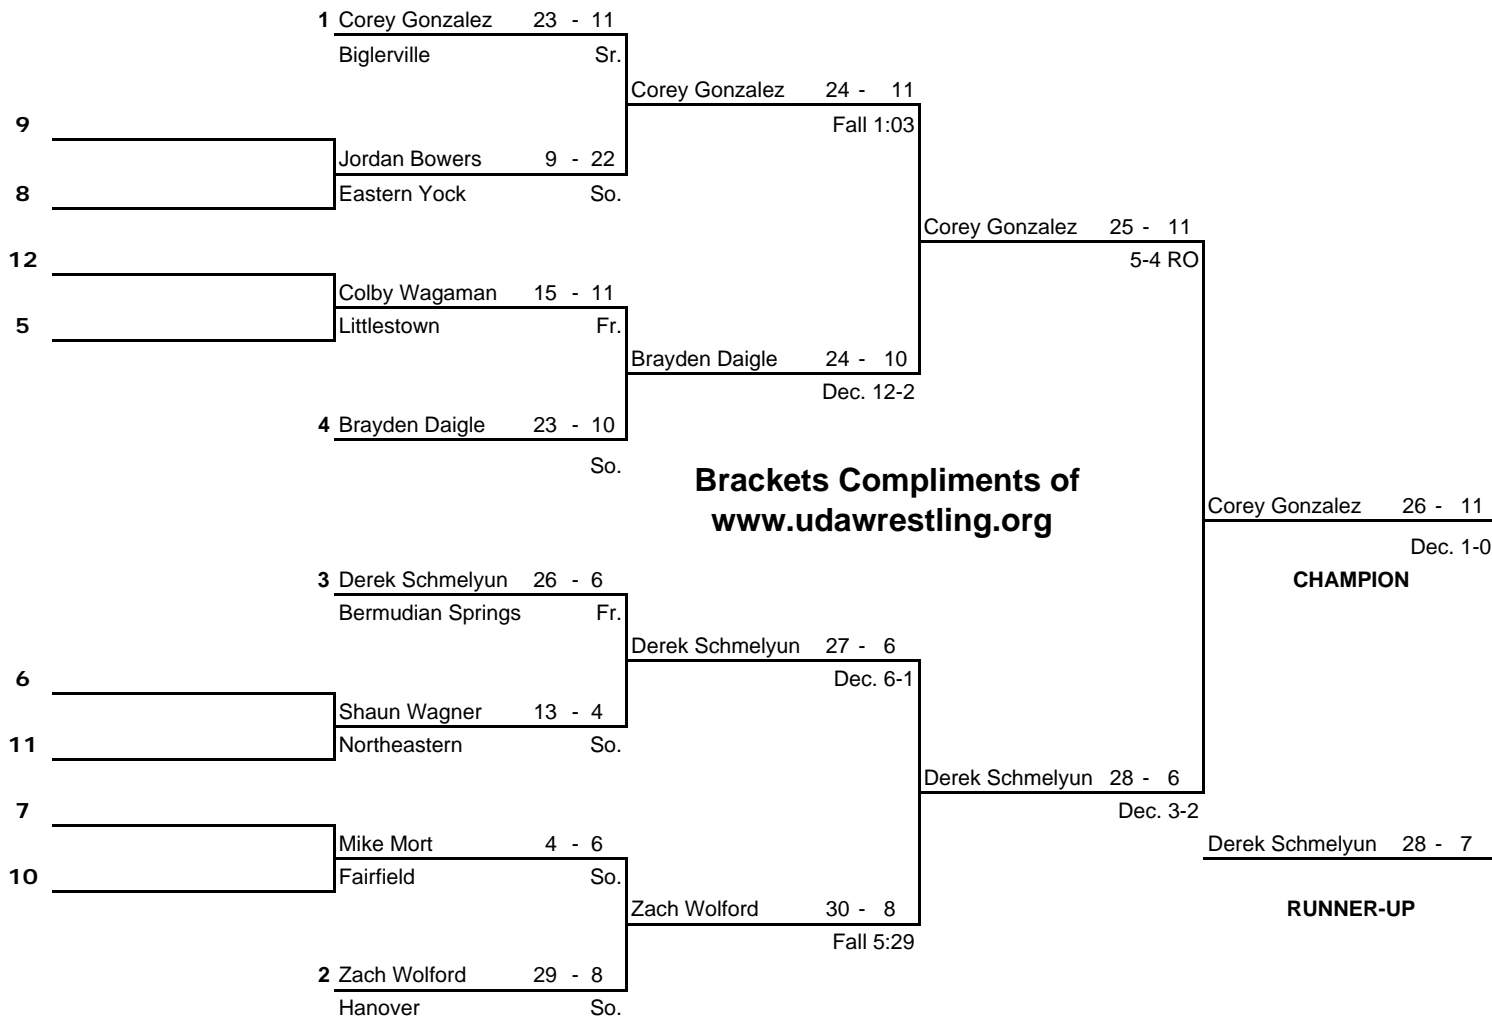 1 Corey Gonzalez 23 - 11
Biglerville Sr.
Corey Gonzalez 24 - 11
Fall 1:03
9
Jordan Bowers 9 - 22
8 Eastern Yock So.
Corey Gonzalez 25 - 11
5-4 RO
12
Colby Wagaman 15 - 11
5 Littlestown Fr.
Brayden Daigle 24 - 10
Dec. 12-2
4 Brayden Daigle 23 - 10
So.
Brackets Compliments of
www.udawrestling.org
Corey Gonzalez 26 - 11
Dec. 1-0
CHAMPION
3 Derek Schmelyun 26 - 6
Bermudian Springs Fr.
Derek Schmelyun 27 - 6
Dec. 6-1
6
Shaun Wagner 13 - 4
11 Northeastern So.
Derek Schmelyun 28 - 6
Dec. 3-2
7
Mike Mort 4 - 6
Derek Schmelyun 28 - 7
10 Fairfield So.
Zach Wolford 30 - 8
RUNNER-UP
Fall 5:29
2 Zach Wolford 29 - 8
Hanover So.